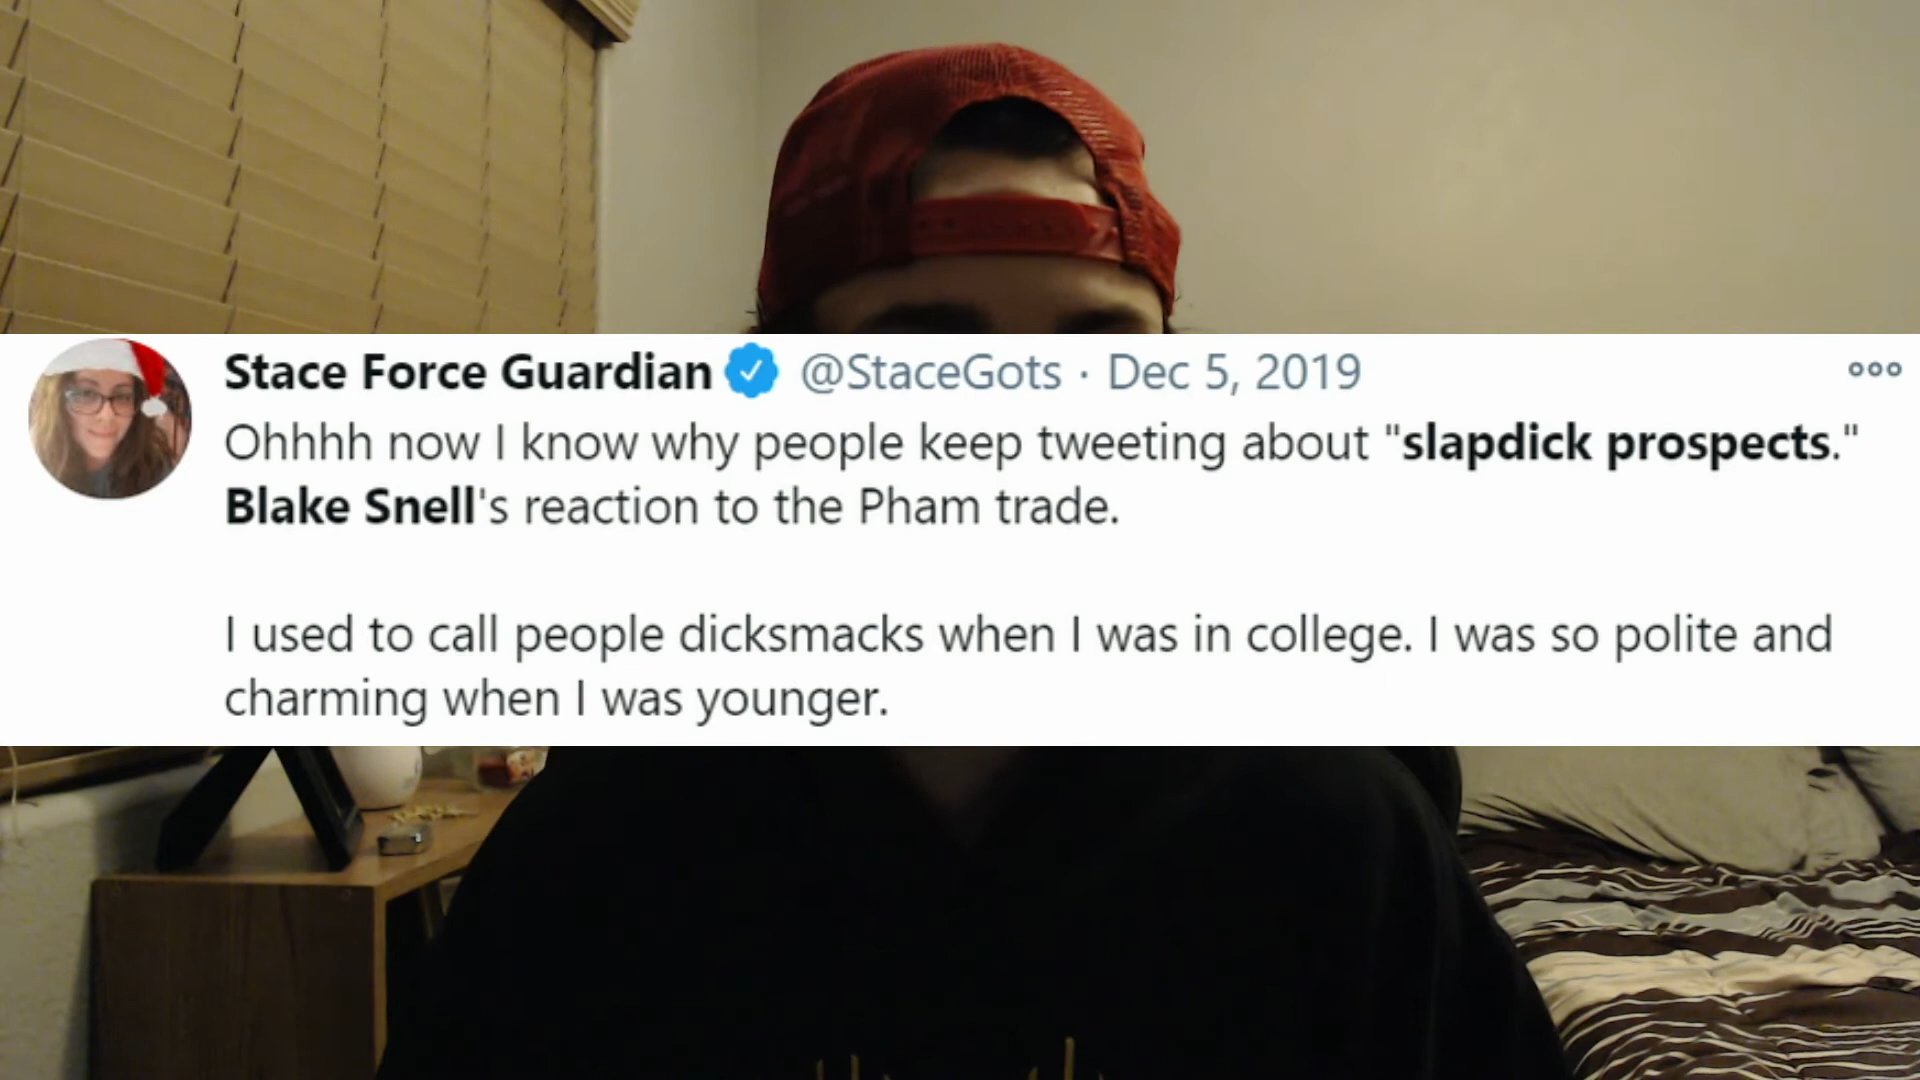 Stace Force Guardian @StaceGots · Dec 5, 2019
Ohhhh now I know why people keep tweeting about "slapdick prospects."
Blake Snell's reaction to the Pham trade.
I used to call people dicksmacks when I was in college. I was so polite and
charming when I was younger.